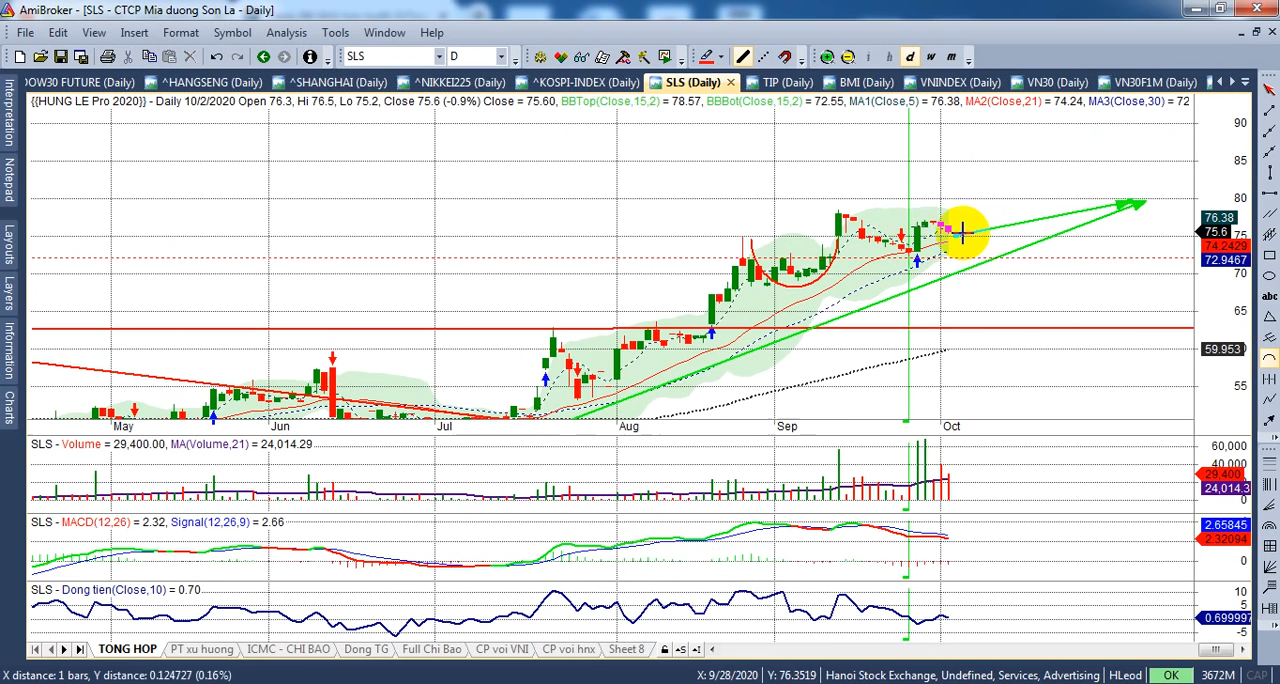 AmiBroker - [SLS - CTCP Mia duong Son La - Daily]
File Edit View Insert Format Symbol Analysis Tools Window Help
SLS D i h d w m
OW30 FUTURE (Daily) ^HANGSENG (Daily) ^SHANGHAI (Daily) ^NIKKEI225 (Daily) ^KOSPI-INDEX (Daily) SLS (Daily) TIP (Daily) BMI (Daily) VNINDEX (Daily) VN30 (Daily) VN30F1M (Daily)
{{HUNG LE Pro 2020}} - Daily 10/2/2020 Open 76.3, Hi 76.5, Lo 75.2, Close 75.6 (-0.9%) Close = 75.60, BBTop(Close,15,2) = 78.57, BBBot(Close,15,2) = 72.55, MA1(Close,5) = 76.38, MA2(Close,21) = 74.24, MA3(Close,30) = 72
Interpretation
Notepad
Layouts
Layers
Information
Charts
90
85
80
76.38
75.6
75
74.2429
72.9467
70
65
59.953
55
abc
May Jun Jul Aug Sep Oct
SLS - Volume = 29,400.00, MA(Volume,21) = 24,014.29
60,000
40,000
29,400
24,014.3
0
SLS - MACD(12,26) = 2.32, Signal(12,26,9) = 2.66
2.65845
2.32094
0
SLS - Dong tien(Close,10) = 0.70
10
5
0.699997
-5
TONG HOP PT xu huong ICMC - CHI BAO Dong TG Full Chi Bao CP voi VNI CP voi hnx Sheet 8
X distance: 1 bars, Y: 0.124727 (0.16%) X: 9/28/2020 Y: 76.3519 Hanoi Stock Exchange, Undefined, Services, Advertising HLeod OK 3672M CAP